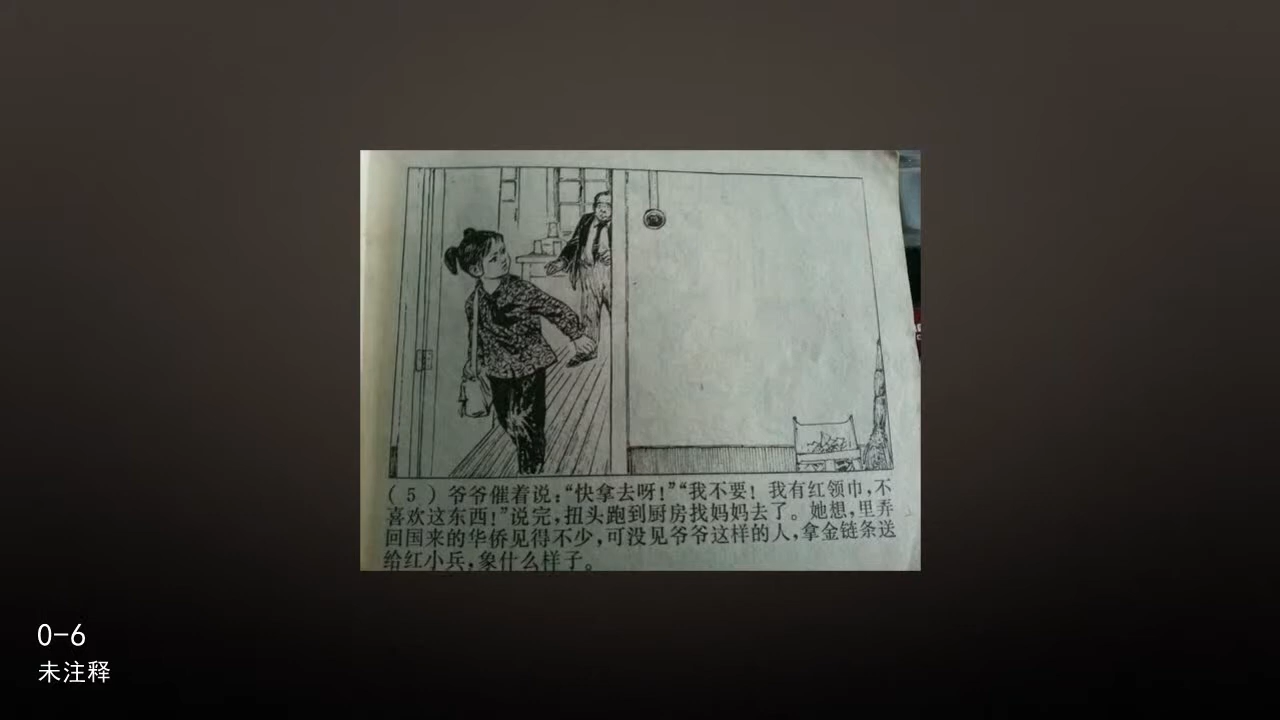 (5)爷爷催着说:“快拿去呀!”“我不要!我有红领巾,不
喜欢这东西!”说完,扭头跑到厨房找妈妈去了。她想,里弄
回国来的华侨见得不少,可没见爷爷这样的人,拿金链条送
给红小兵,象什么样子。
0-6
未注释